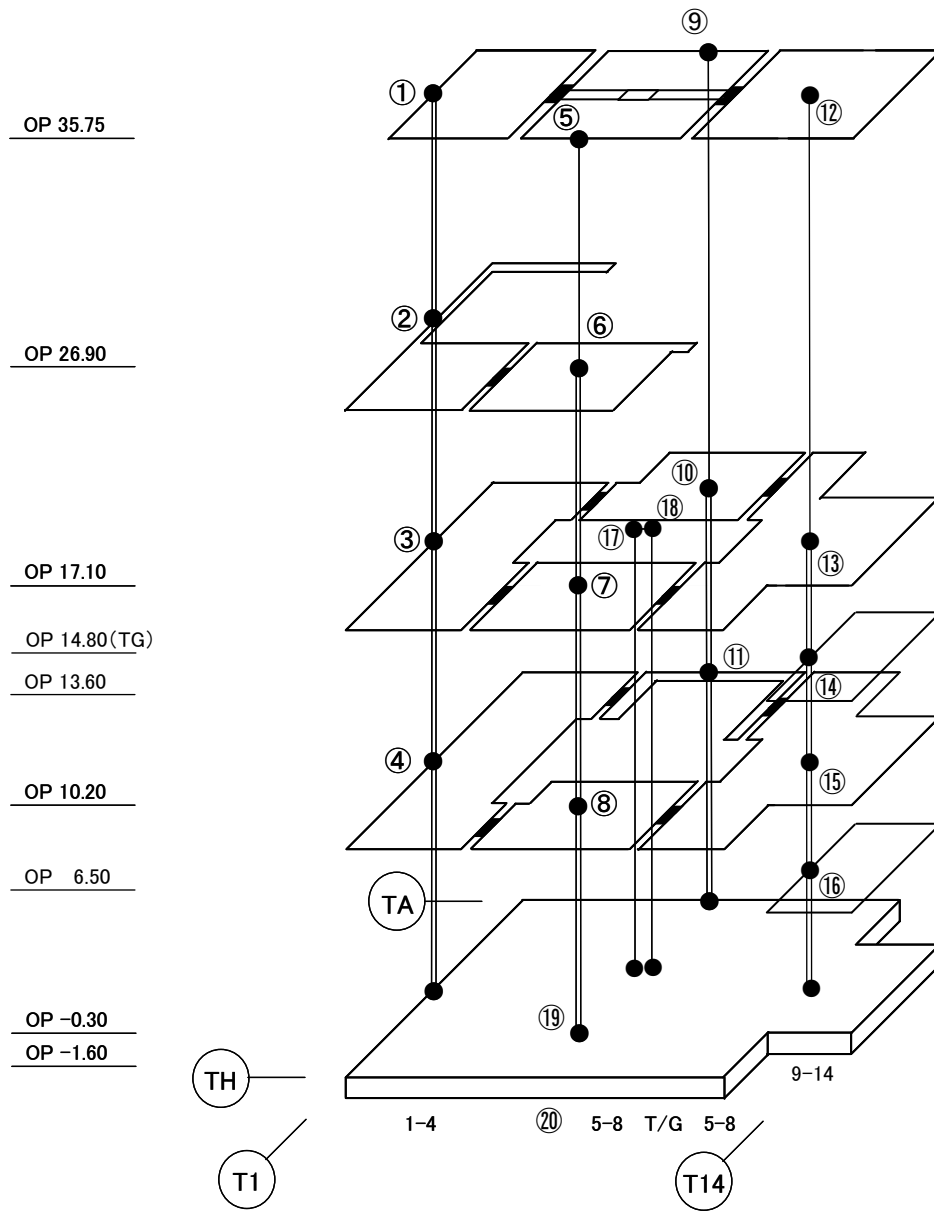 ⑨
①
⑤
⑫
OP 35.75
②
⑥
OP 26.90
⑩
⑰
⑱
③
⑬
OP 17.10
⑦
OP 14.80(TG)
⑪
OP 13.60
⑭
④
⑮
OP 10.20
⑧
OP 6.50
⑯
TA
OP -0.30
⑲
OP -1.60
TH
9-14
1-4 ⑳ 5-8 T/G 5-8
T1
T14